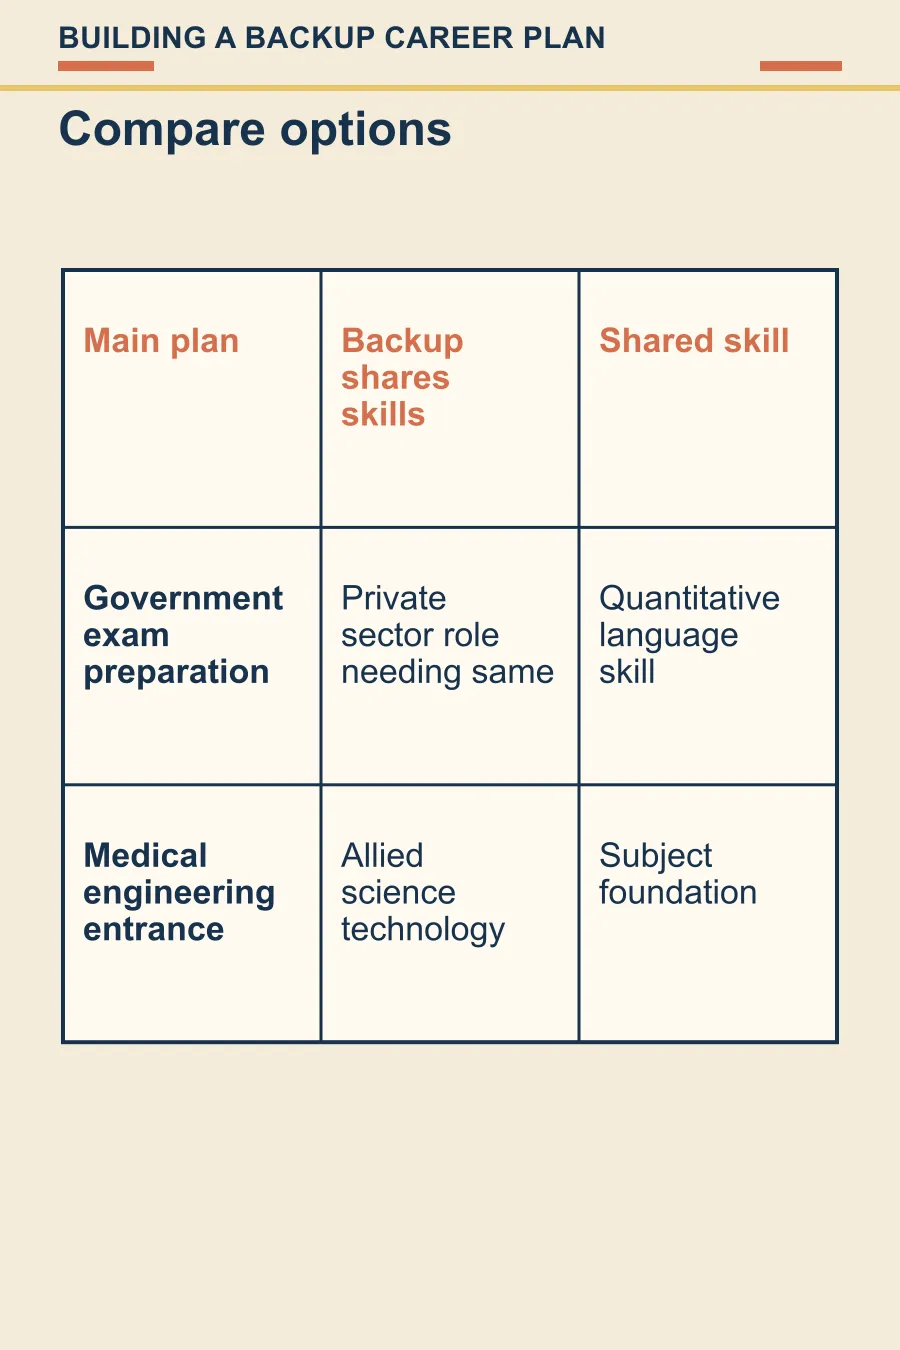 BUILDING A BACKUP CAREER PLAN
Compare options
Main plan
Backup
shares
skills
Shared skill
Government
exam
preparation
Private
sector role
needing same
Quantitative
language
skill
Medical
engineering
entrance
Allied
science
technology
Subject
foundation